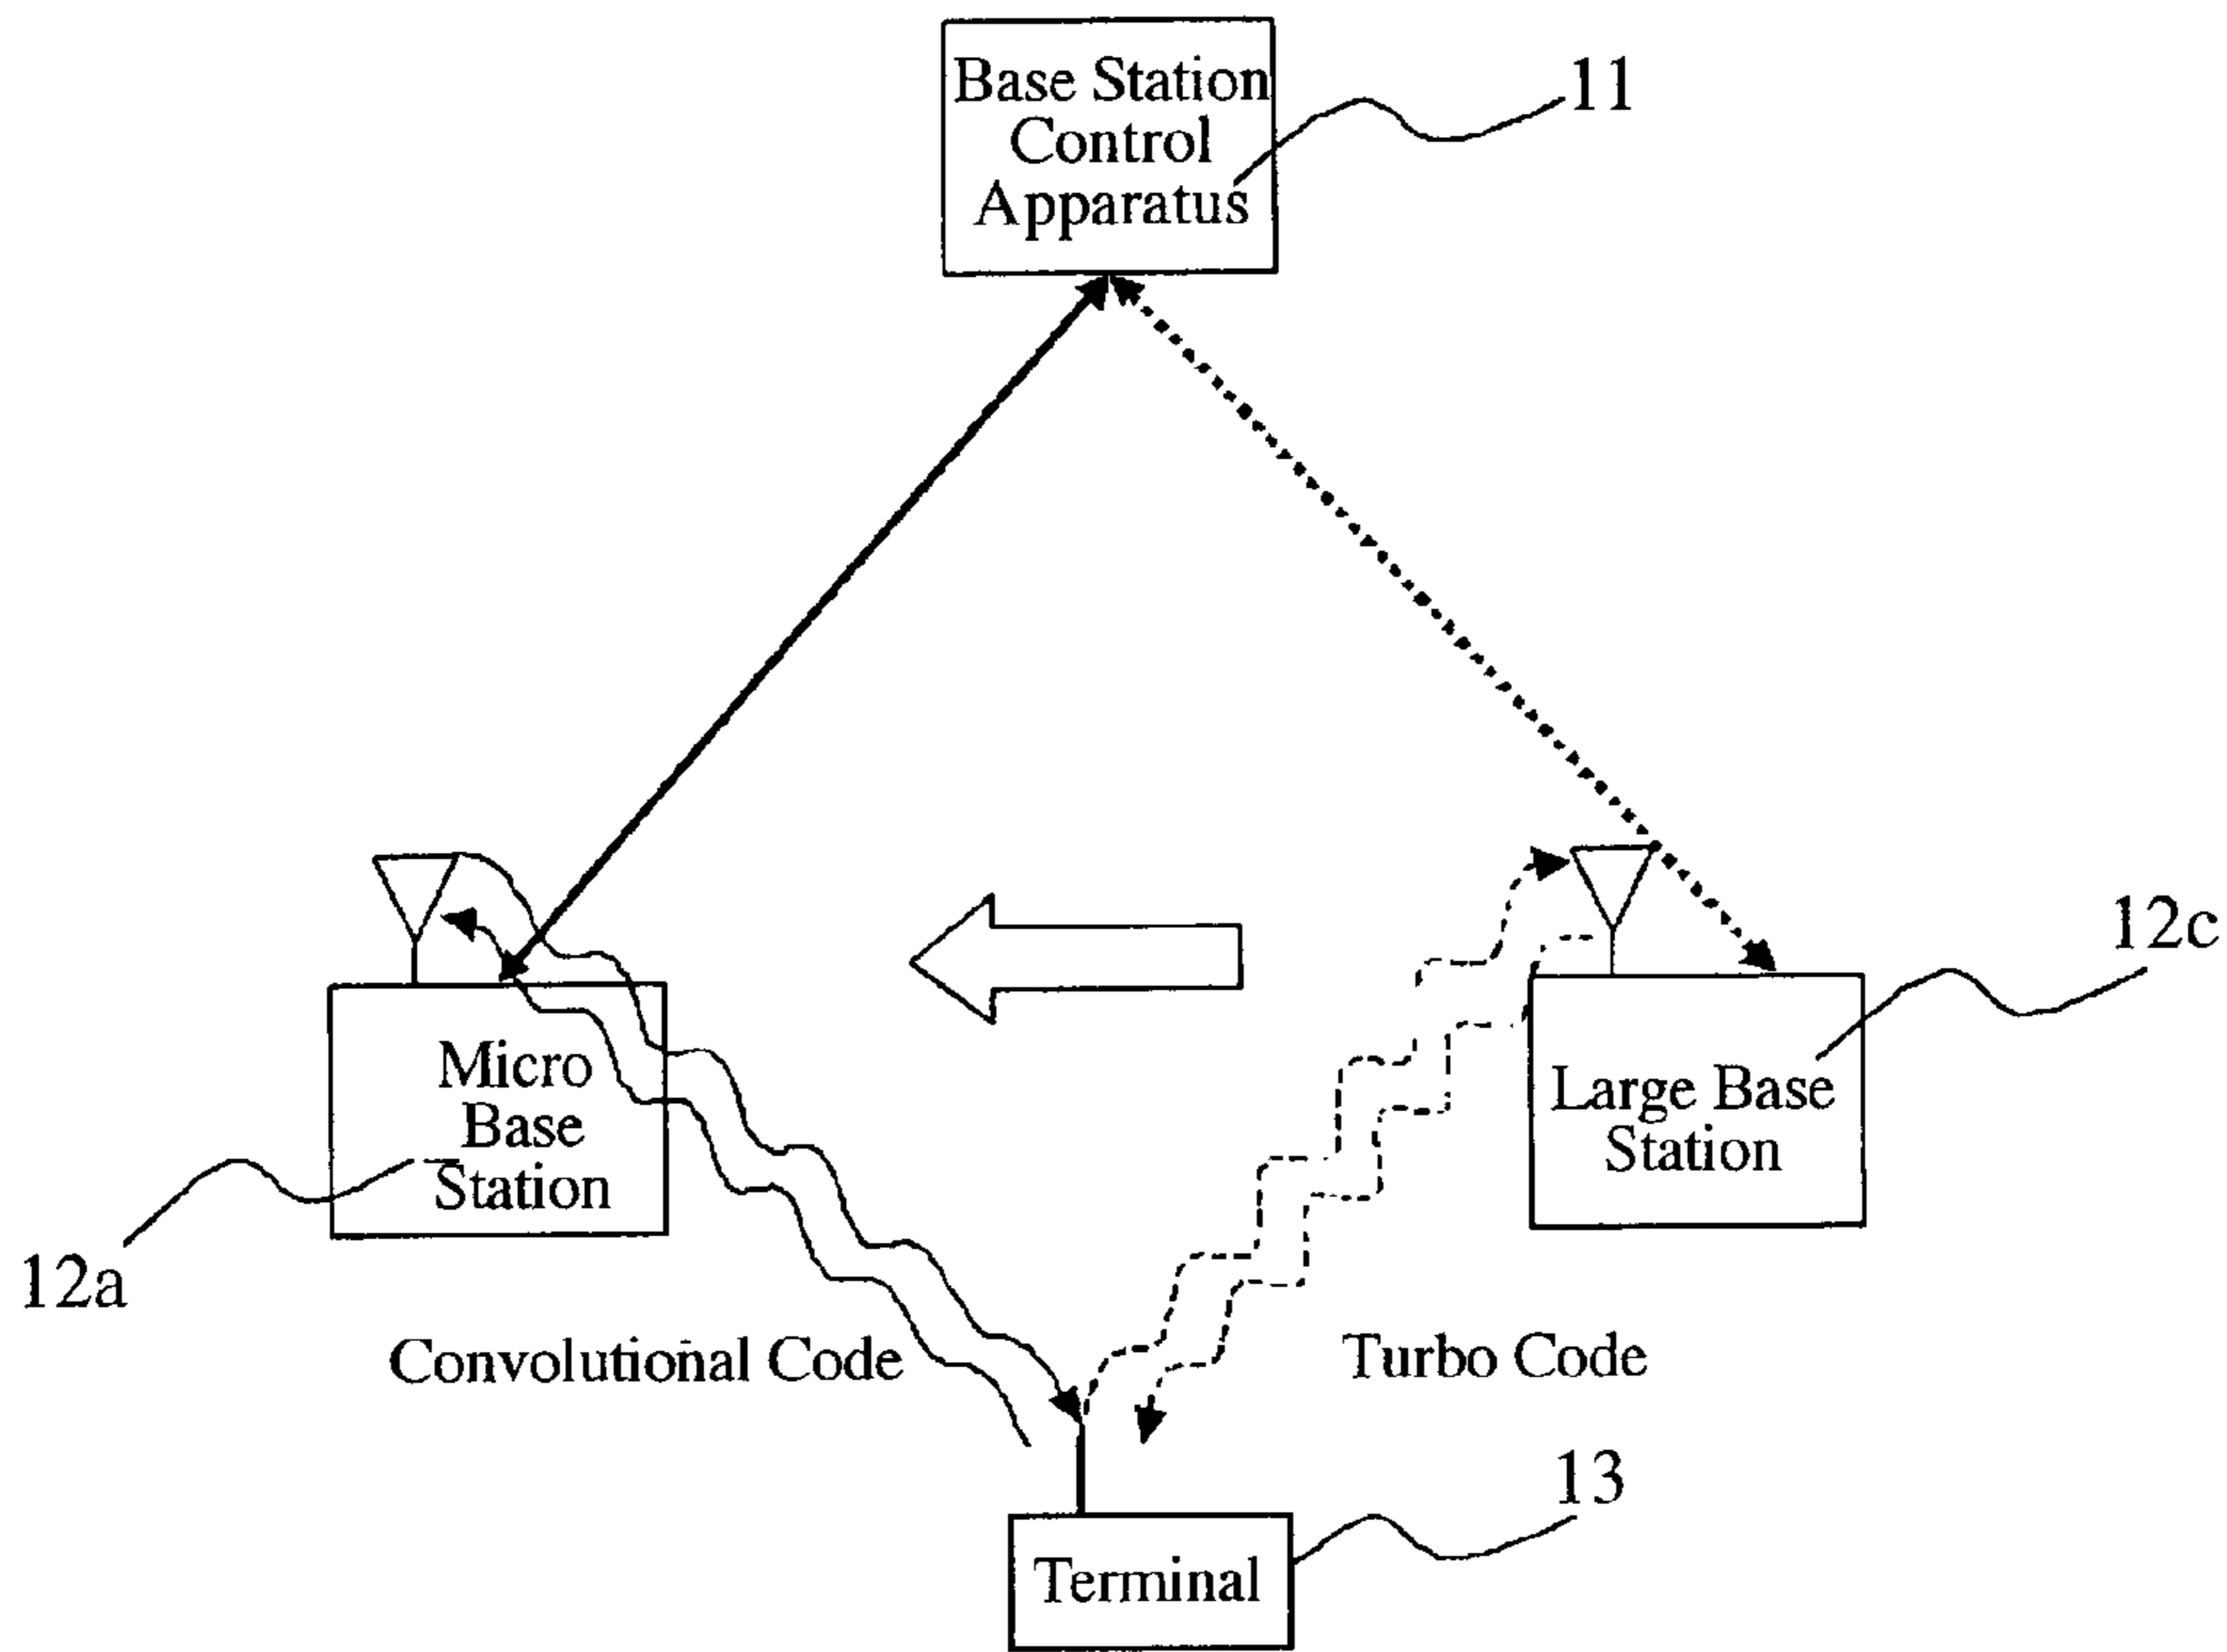 Base Station
Control
Apparatus
11
12c
Micro
Base
Station
Large Base
Station
12a
Convolutional Code
Turbo Code
13
Terminal